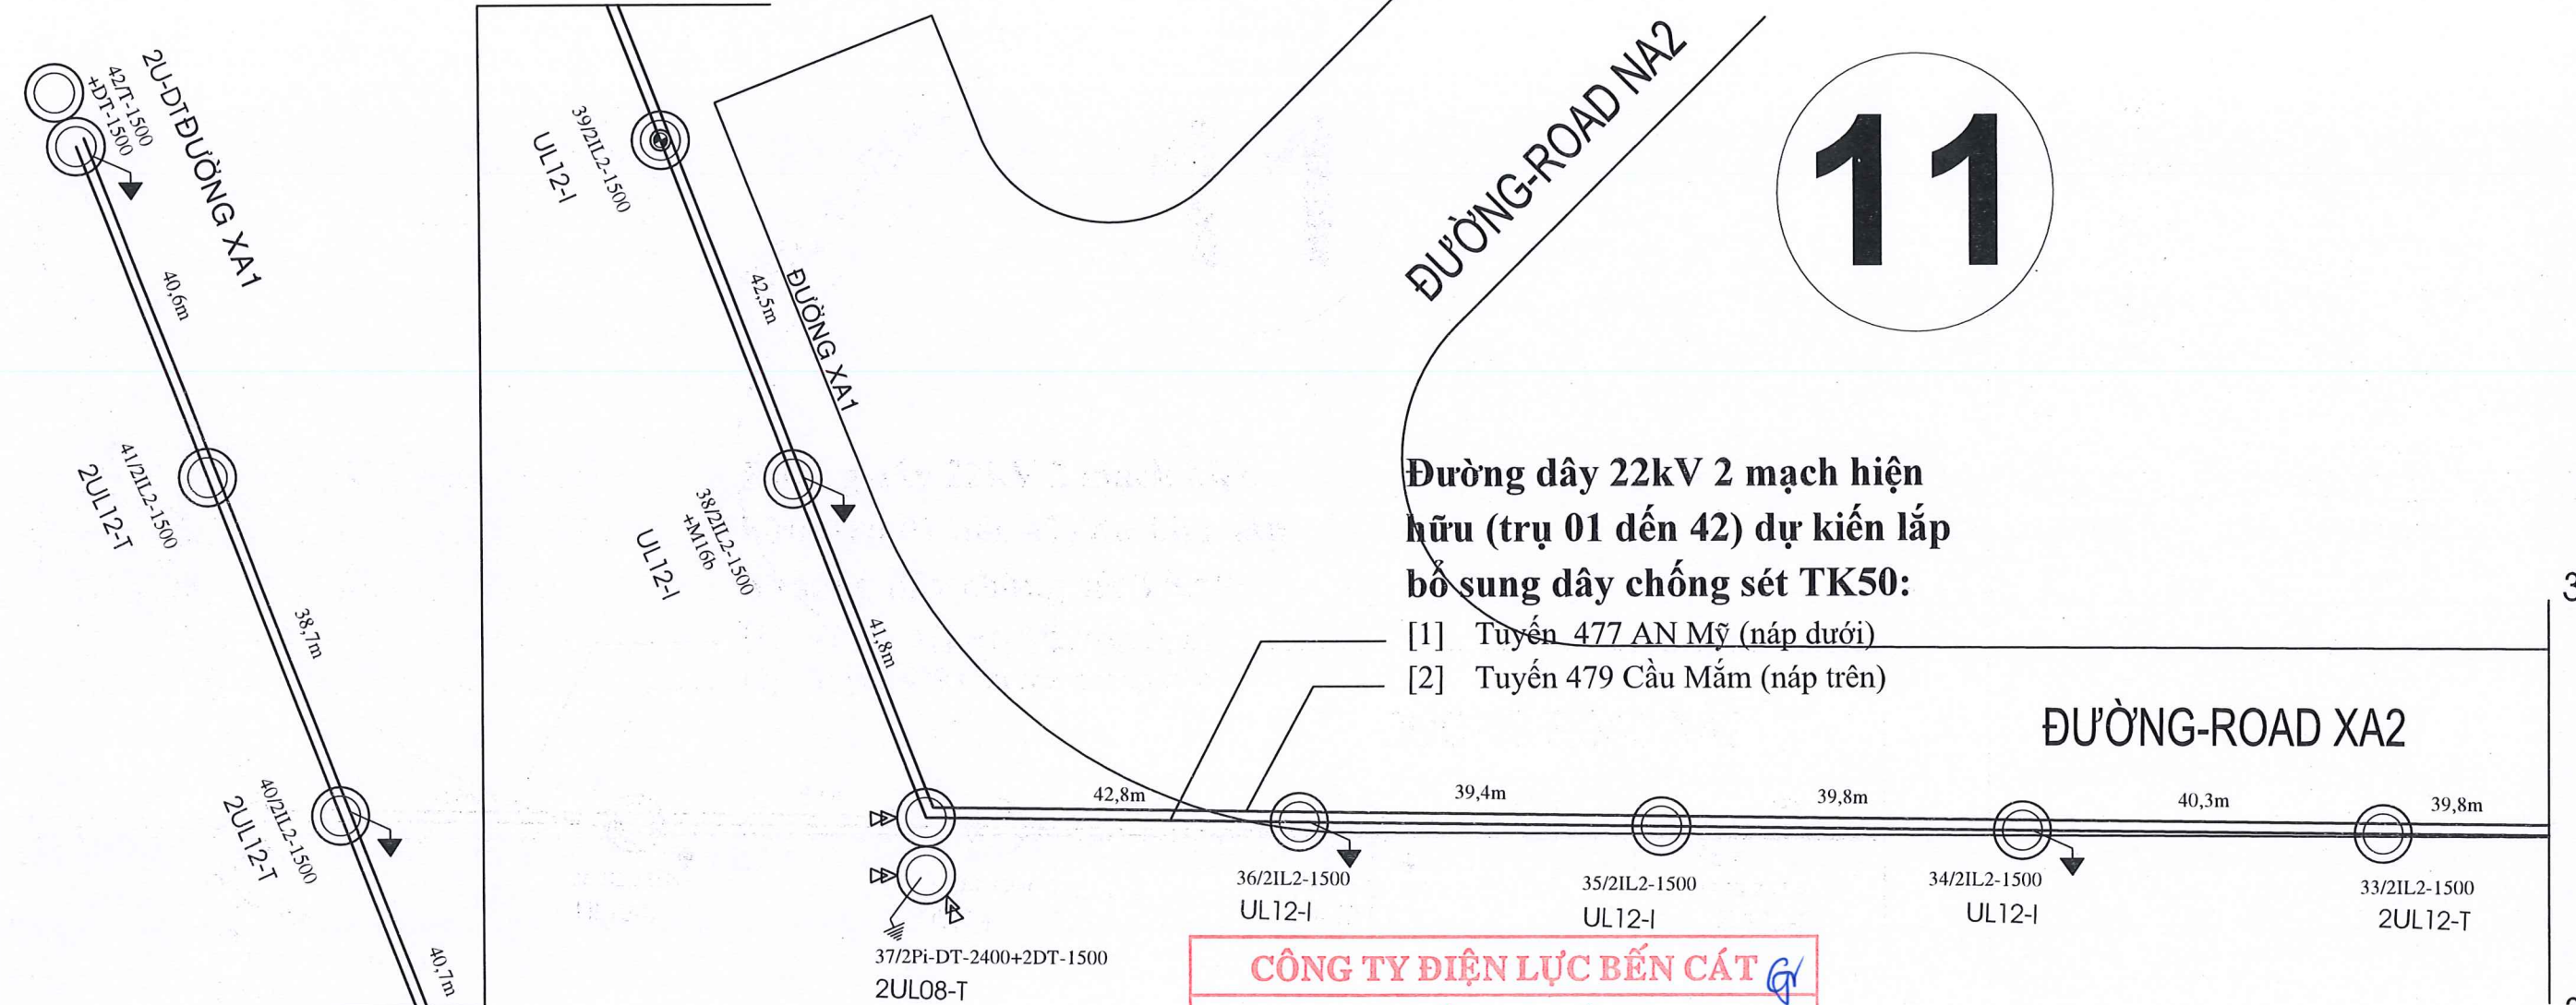 2U-DT
ĐƯỜNG XA1
42/T-1500
+DT-1500
40,6m
41/2IL2-1500
2UL12-T
38,7m
40/2IL2-1500
2UL12-T
40,7m
39/2IL2-1500
UL12-I
42,5m
ĐƯỜNG XA1
38/2IL2-1500
+M16b
UL12-I
41,8m
ĐƯỜNG-ROAD NA2
11
Đường dây 22kV 2 mạch hiện
hữu (trụ 01 dến 42) dự kiến lắp
bổ sung dây chống sét TK50:
[1] Tuyến 477 AN Mỹ (náp dưới)
[2] Tuyến 479 Cầu Mắm (náp trên)
ĐƯỜNG-ROAD XA2
42,8m
39,4m
39,8m
40,3m
39,8m
36/2IL2-1500
UL12-I
35/2IL2-1500
UL12-I
34/2IL2-1500
UL12-I
33/2IL2-1500
2UL12-T
37/2Pi-DT-2400+2DT-1500
2UL08-T
CÔNG TY ĐIỆN LỰC BẾN CÁT